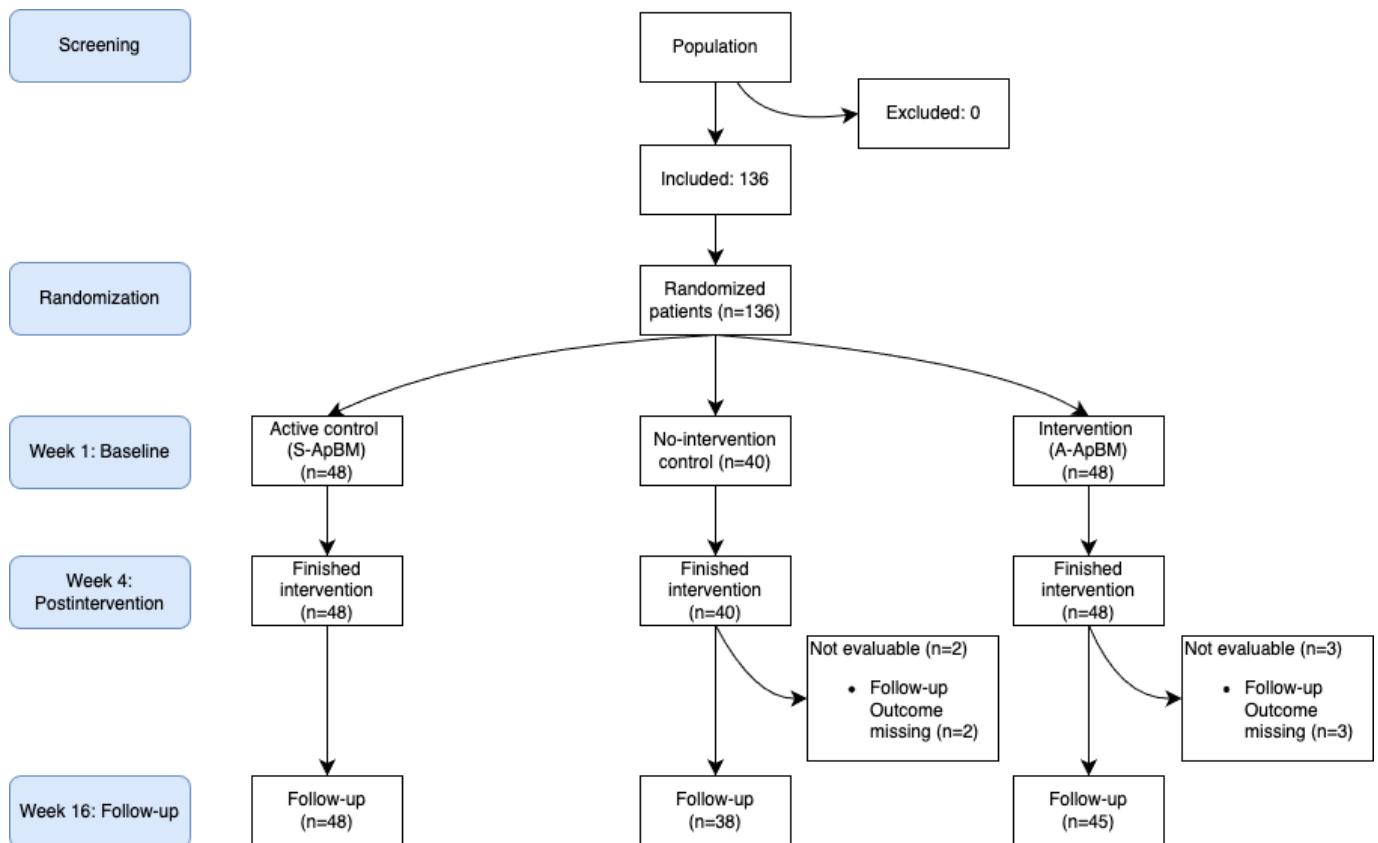 Screening
Population
Excluded: 0
Included: 136
Randomization
Randomized
patients (n=136)
Week 1: Baseline
Active control
(S-ApBM)
(n=48)
No-intervention
control (n=40)
Intervention
(A-ApBM)
(n=48)
Week 4:
Postintervention
Finished
intervention
(n=48)
Finished
intervention
(n=40)
Finished
intervention
(n=48)
Not evaluable (n=2)
• Follow-up
Outcome
missing (n=2)
Not evaluable (n=3)
• Follow-up
Outcome
missing (n=3)
Week 16: Follow-up
Follow-up
(n=48)
Follow-up
(n=38)
Follow-up
(n=45)